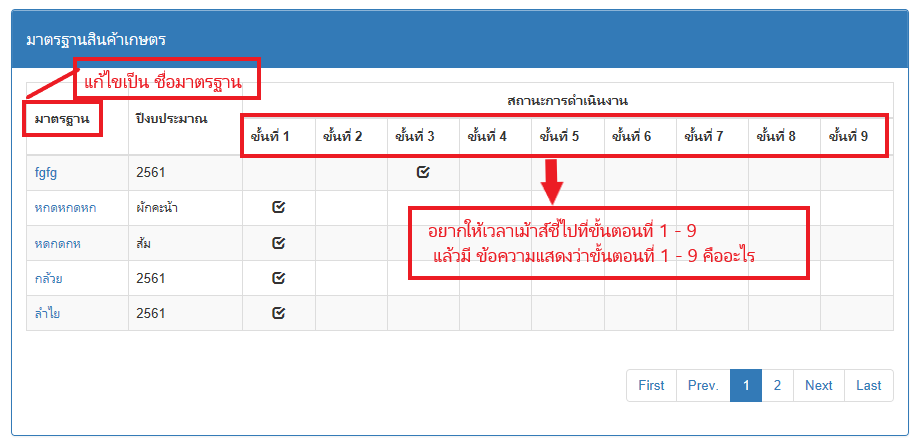 มาตรฐานสินค้าเกษตร
แก้ไขเป็น ชื่อมาตรฐาน
มาตรฐาน ปีงบประมาณ สถานะการดำเนินงาน
ขั้นที่ 1 ขั้นที่ 2 ขั้นที่ 3 ขั้นที่ 4 ขั้นที่ 5 ขั้นที่ 6 ขั้นที่ 7 ขั้นที่ 8 ขั้นที่ 9
fgfg 2561
หกดหกดหก ผักคะน้า
หดกดกห ส้ม
อยากให้เวลาเม้าส์ชี้ไปที่ขั้นตอนที่ 1 - 9
แล้วมี ข้อความแสดงว่าขั้นตอนที่ 1 - 9 คืออะไร
กล้วย 2561
ลำไย 2561
First Prev. 1 2 Next Last